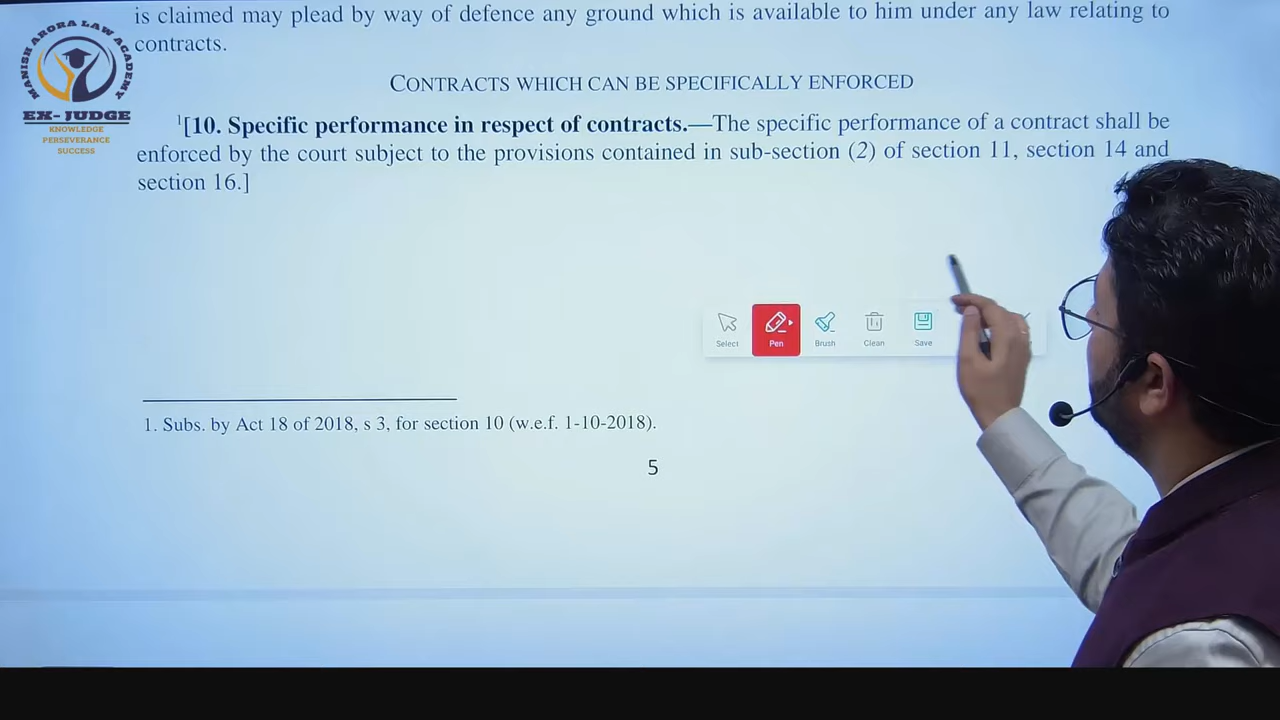 is claimed may plead by way of defence any ground which is available to him under any law relating to
contracts.
MANISH ARORA LAW ACADEMY
EX-JUDGE
KNOWLEDGE
PERSEVERANCE
SUCCESS
CONTRACTS WHICH CAN BE SPECIFICALLY ENFORCED
1[10. Specific performance in respect of contracts.—The specific performance of a contract shall be
enforced by the court subject to the provisions contained in sub-section (2) of section 11, section 14 and
section 16.]
Select Pen Brush Clean Save
1. Subs. by Act 18 of 2018, s 3, for section 10 (w.e.f. 1-10-2018).
5